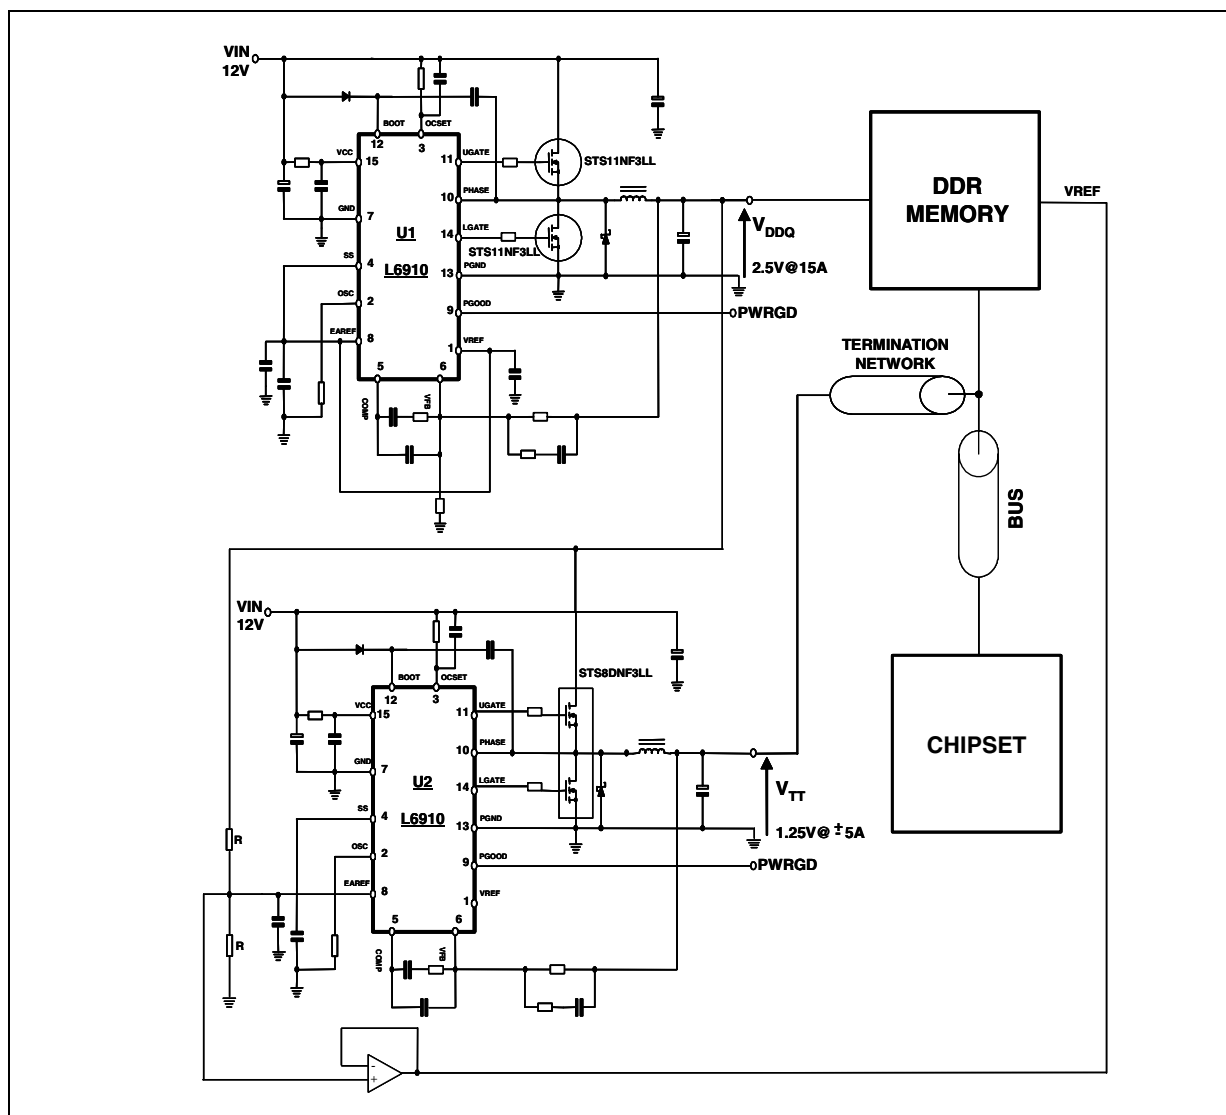 VIN
12V
BOOT
OCSET
12
3
VCC
15
11
UGATE
STS11NF3LL
10
PHASE
GND
7
U1
L6910
14
LGATE
STS11NF3LL
SS
4
13
PGND
OSC
2
9
PGOOD
PWRGD
EAREF
8
1
VREF
5
6
COMP
VFB
VDDQ
2.5V@15A
DDR
MEMORY
VREF
TERMINATION
NETWORK
BUS
CHIPSET
VIN
12V
BOOT
OCSET
12
3
STS8DNF3LL
VCC
15
11
UGATE
10
PHASE
GND
7
U2
L6910
14
LGATE
SS
4
13
PGND
OSC
2
9
PGOOD
PWRGD
EAREF
8
1
VREF
5
6
COMP
VFB
VTT
1.25V@ ±5A
R
R
-
+